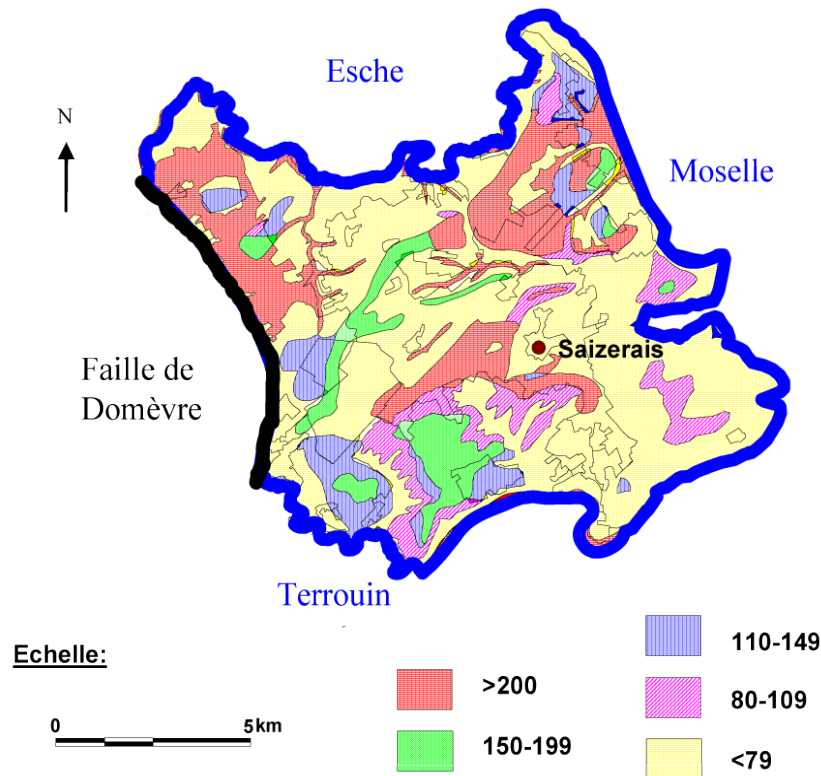 Esche
N
Moselle
Saizerais
Faille de
Domèvre
Terrouin
Echelle:
0 5km
>200
150-199
110-149
80-109
<79